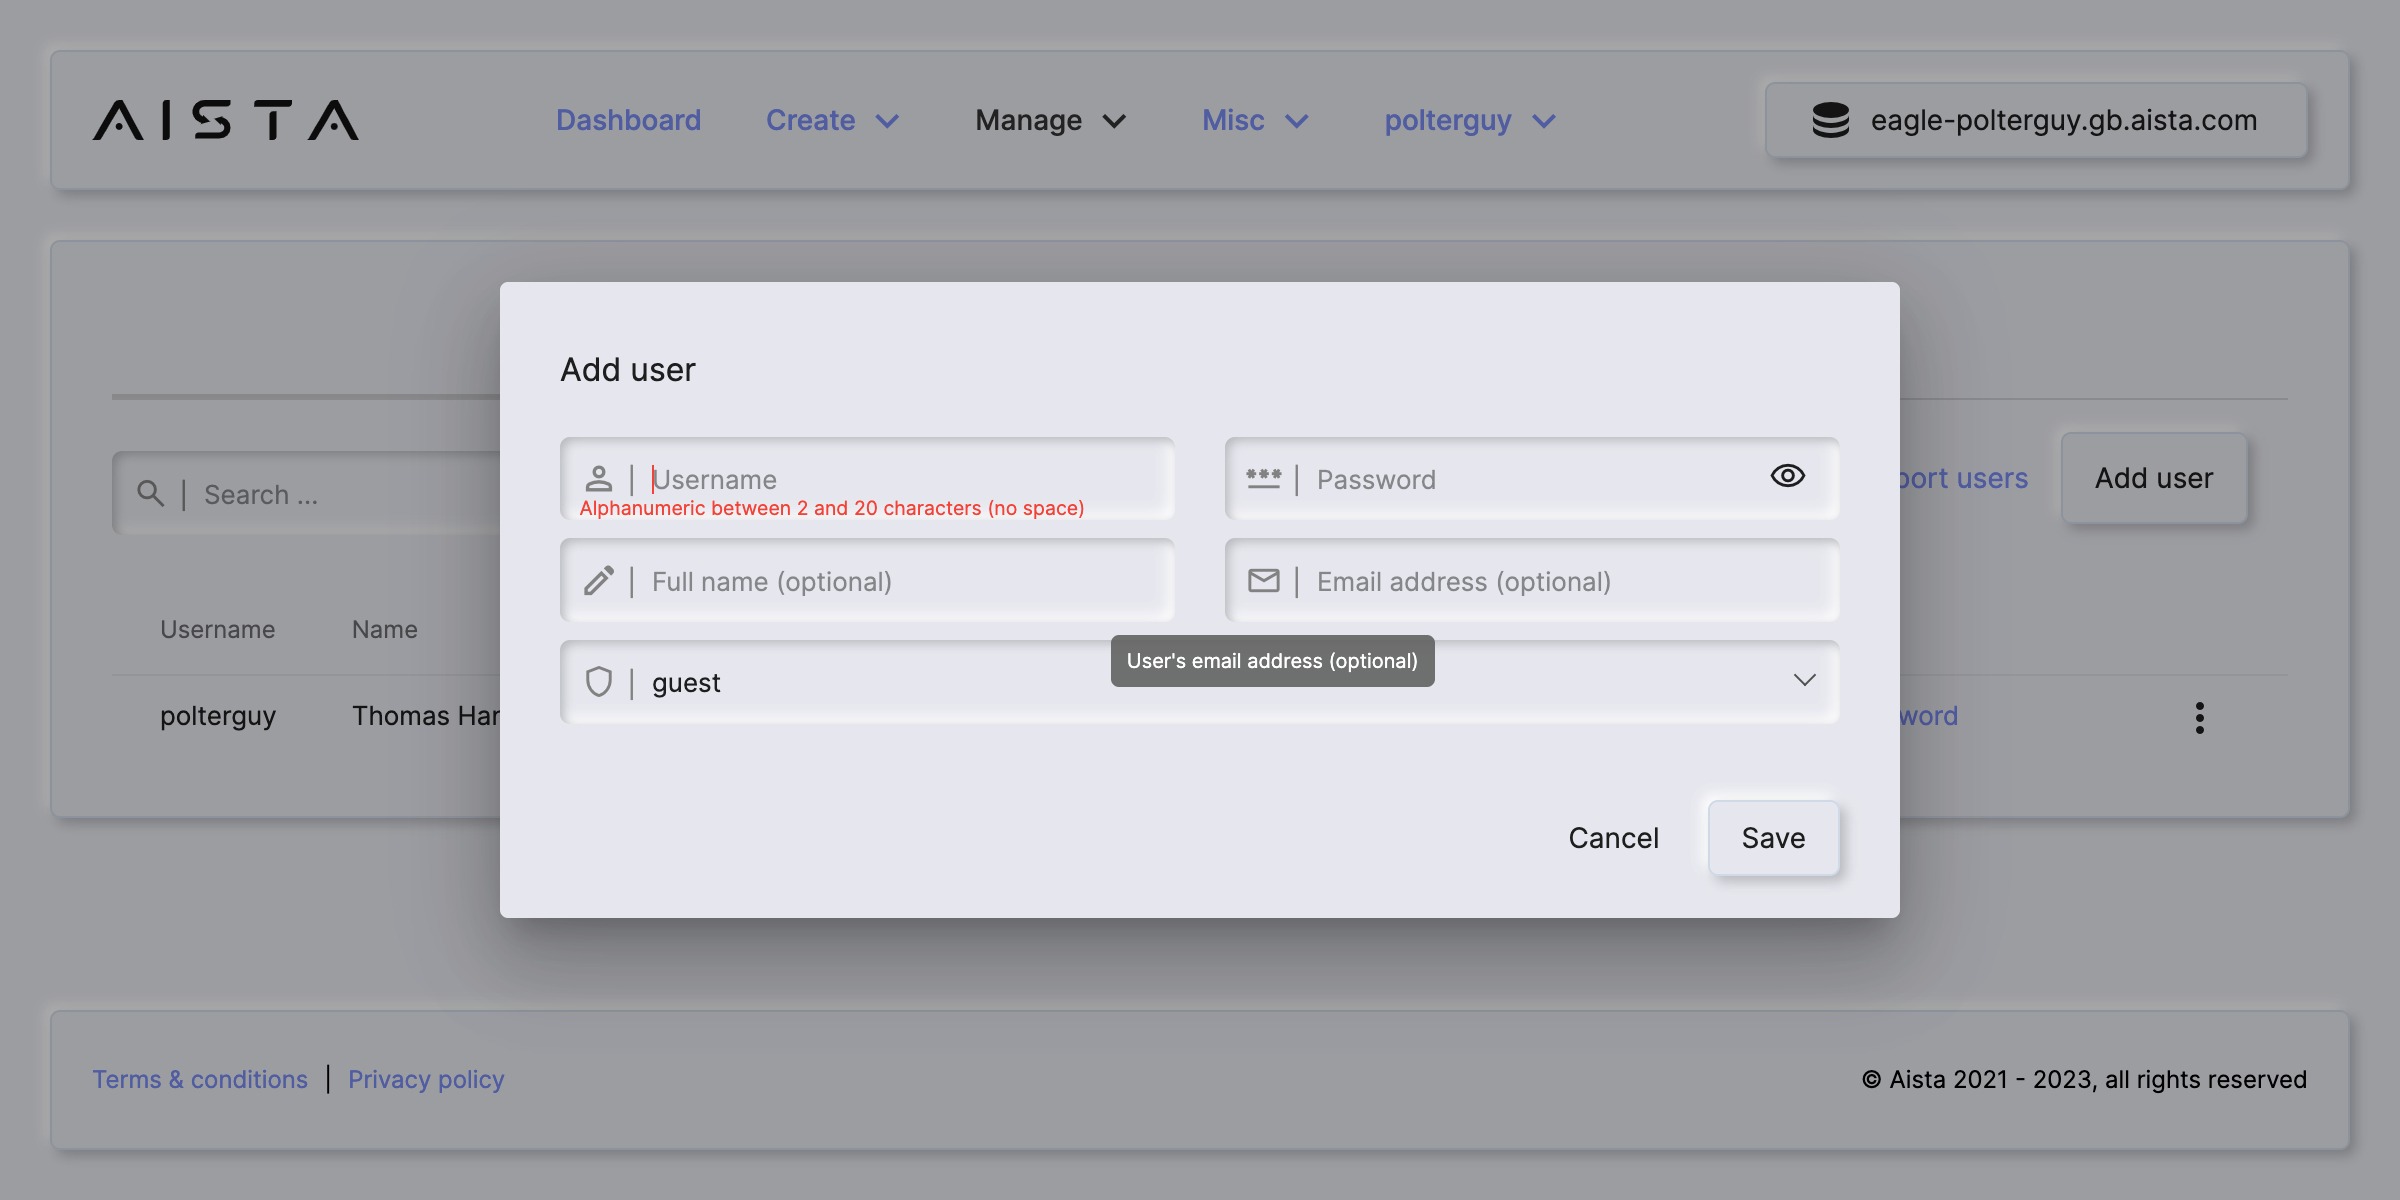 AISTA
Dashboard
Create
Manage
Misc
polterguy
eagle-polterguy.gb.aista.com
Add user
Username
Alphanumeric between 2 and 20 characters (no space)
*** Password
Full name (optional)
Email address (optional)
User's email address (optional)
guest
Cancel
Save
Search ...
port users
Add user
Username
Name
polterguy
Thomas
word
Terms & conditions | Privacy policy
© Aista 2021 - 2023, all rights reserved